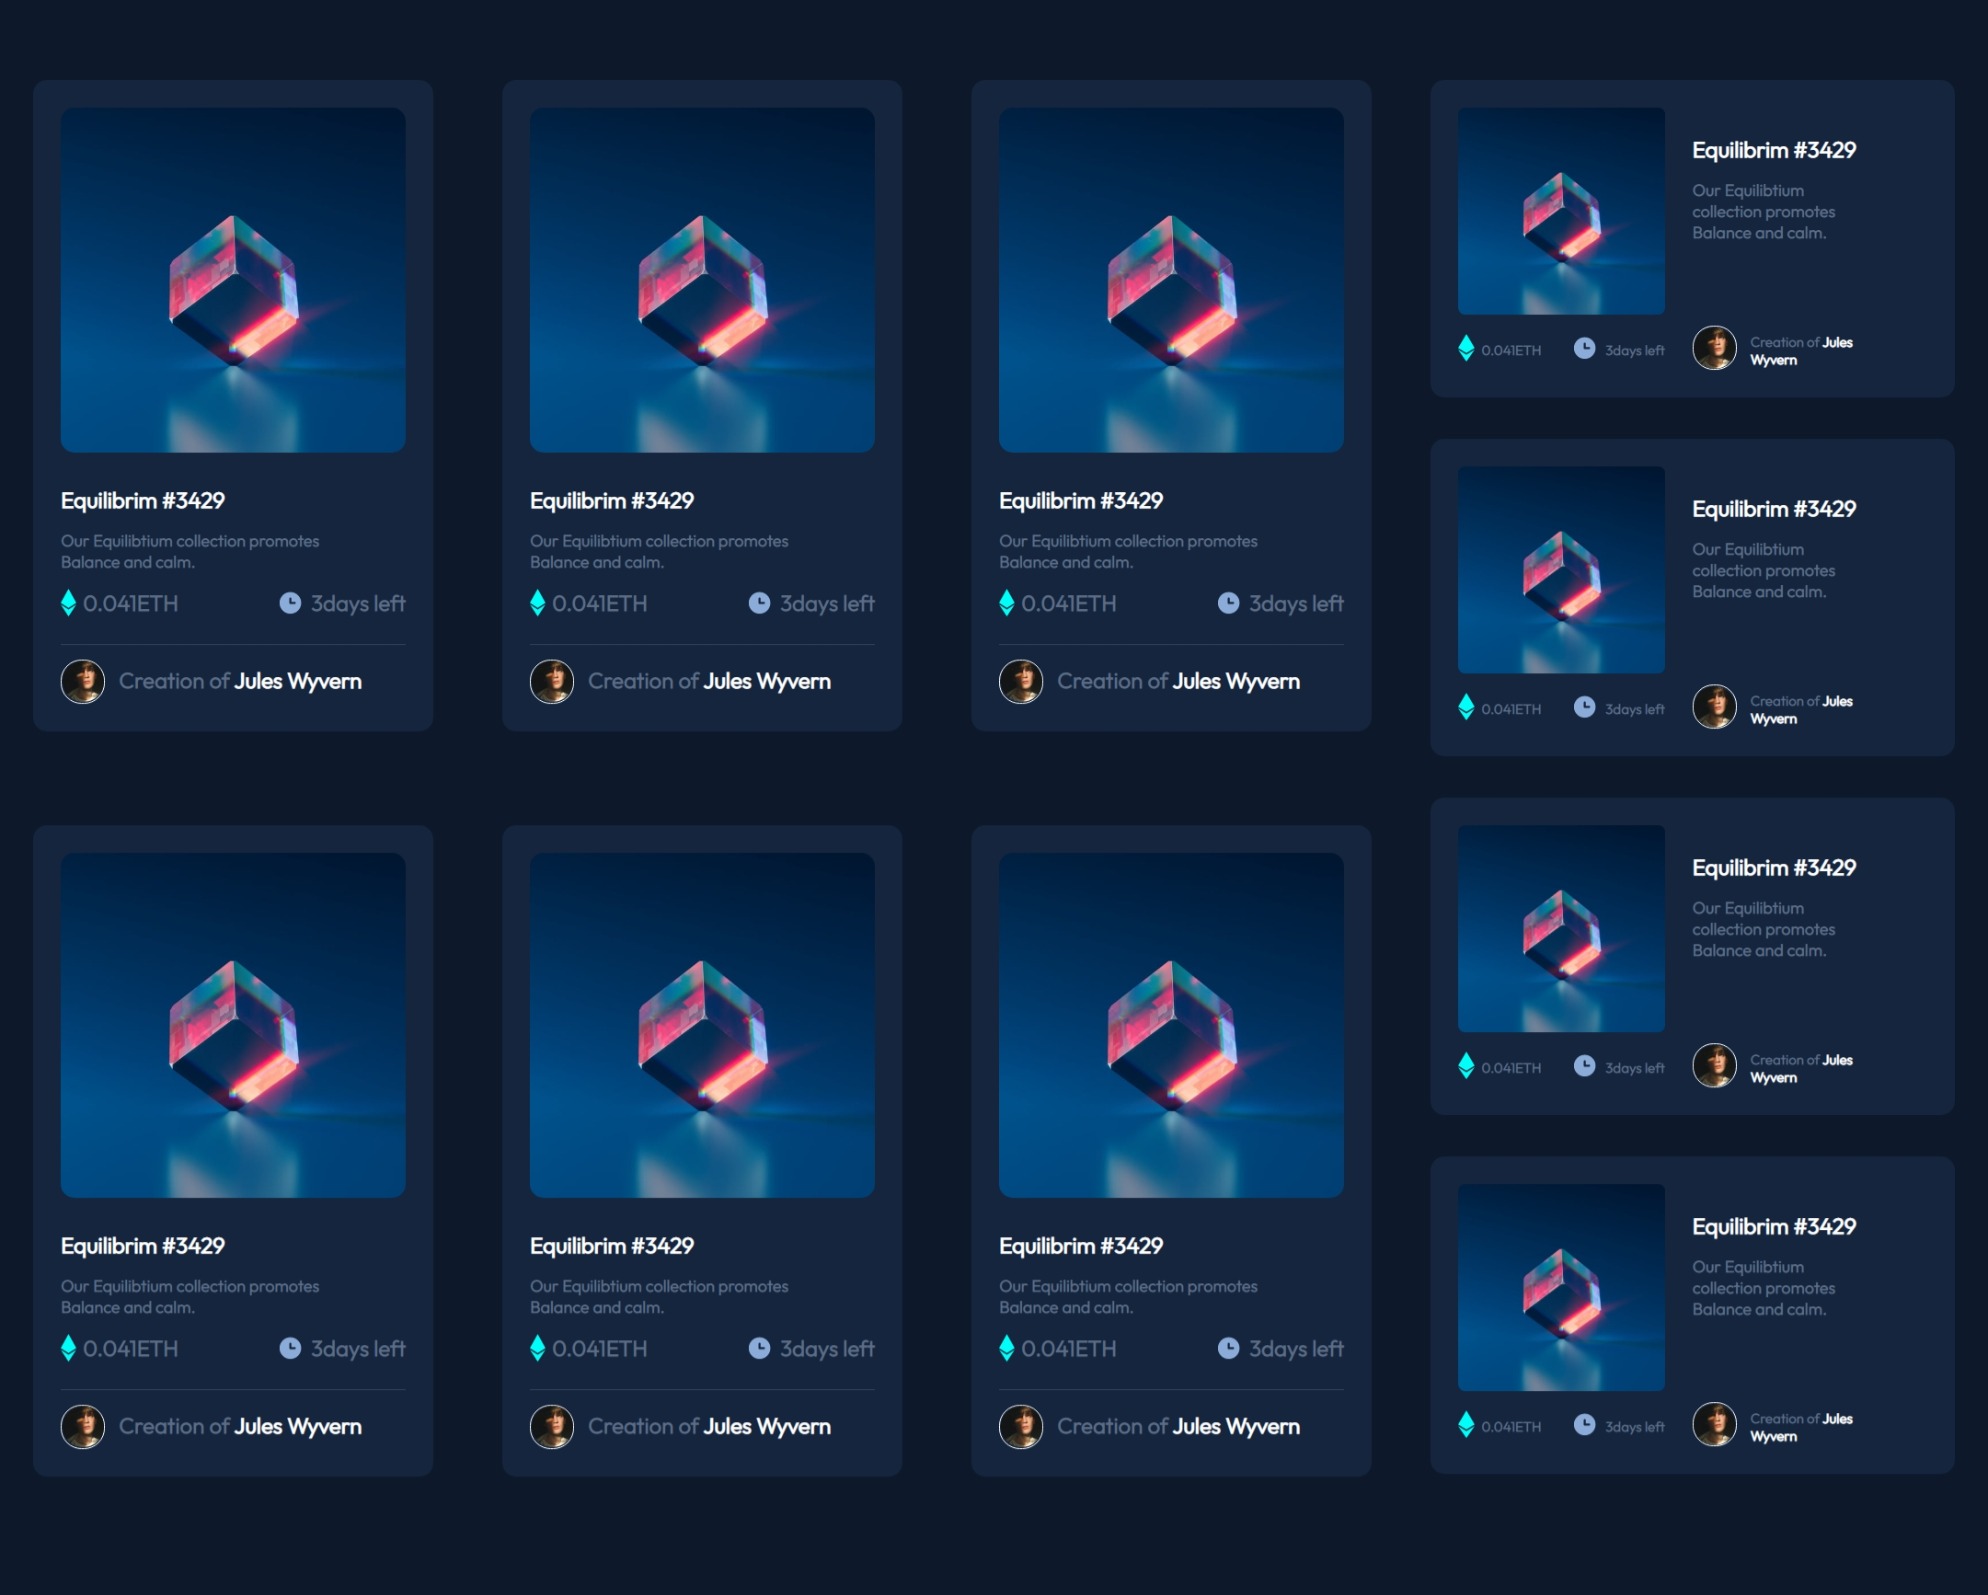 Equilibrim #3429
Our Equilibtium collection promotes
Balance and calm.
0.041ETH 3days left
Creation of Jules Wyvern
Equilibrim #3429
Our Equilibtium collection promotes
Balance and calm.
0.041ETH 3days left
Creation of Jules Wyvern
Equilibrim #3429
Our Equilibtium collection promotes
Balance and calm.
0.041ETH 3days left
Creation of Jules Wyvern
Equilibrim #3429
Our Equilibtium collection promotes
Balance and calm.
0.041ETH 3days left
Creation of Jules Wyvern
Equilibrim #3429
Our Equilibtium collection promotes
Balance and calm.
0.041ETH 3days left
Creation of Jules Wyvern
Equilibrim #3429
Our Equilibtium collection promotes
Balance and calm.
0.041ETH 3days left
Creation of Jules Wyvern
Equilibrim #3429
Our Equilibtium
collection promotes
Balance and calm.
0.041ETH 3days left
Creation of Jules
Wyvern
Equilibrim #3429
Our Equilibtium
collection promotes
Balance and calm.
0.041ETH 3days left
Creation of Jules
Wyvern
Equilibrim #3429
Our Equilibtium
collection promotes
Balance and calm.
0.041ETH 3days left
Creation of Jules
Wyvern
Equilibrim #3429
Our Equilibtium
collection promotes
Balance and calm.
0.041ETH 3days left
Creation of Jules
Wyvern